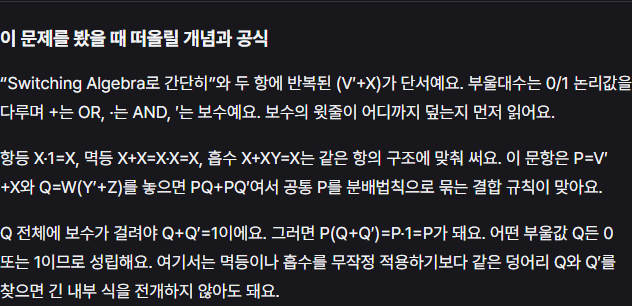 이 문제를 봤을 때 떠올릴 개념과 공식
“Switching Algebra로 간단히”와 두 항에 반복된 (V′+X)가 단서예요. 부울대수는 0/1 논리값을
다루며 +는 OR, ·는 AND, ′는 보수예요. 보수의 윗줄이 어디까지 덮는지 먼저 읽어요.
항등 X·1=X, 멱등 X+X=X·X=X, 흡수 X+XY=X는 같은 항의 구조에 맞춰 써요. 이 문항은 P=V′
+X와 Q=W(Y′+Z)를 놓으면 PQ+PQ′여서 공통 P를 분배법칙으로 묶는 결합 규칙이 맞아요.
Q 전체에 보수가 걸려야 Q+Q′=1이에요. 그러면 P(Q+Q′)=P·1=P가 돼요. 어떤 부울값 Q든 0
또는 1이므로 성립해요. 여기서는 멱등이나 흡수를 무작정 적용하기보다 같은 덩어리 Q와 Q′를
찾으면 긴 내부 식을 전개하지 않아도 돼요.